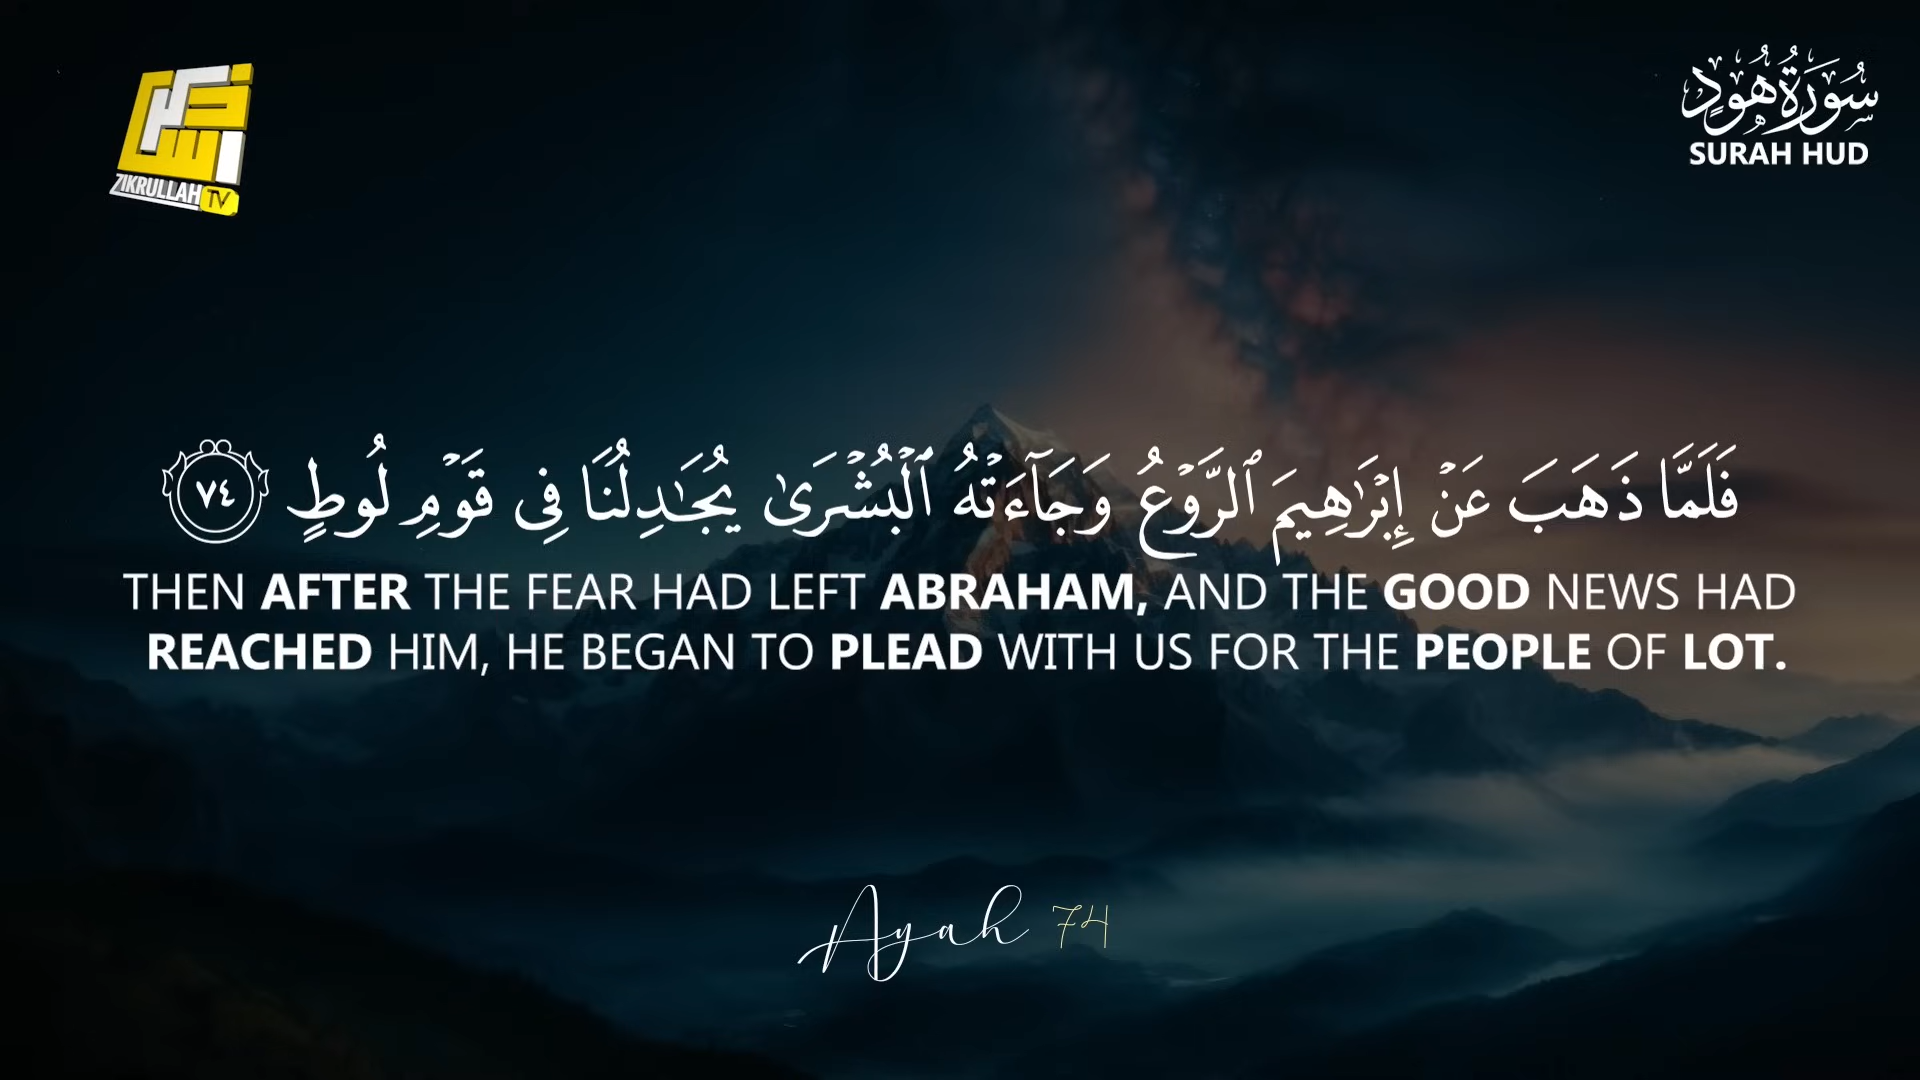 ذكر الله
ZIKRULLAH TV
سُورَةُ هُودٍ
SURAH HUD
فَلَمَّا ذَهَبَ عَنْ إِبْرَٰهِيمَ ٱلرَّوْعُ وَجَآءَتْهُ ٱلْبُشْرَىٰ يُجَـٰدِلُنَا فِى قَوْمِ لُوطٍ ٧٤
THEN AFTER THE FEAR HAD LEFT ABRAHAM, AND THE GOOD NEWS HAD
REACHED HIM, HE BEGAN TO PLEAD WITH US FOR THE PEOPLE OF LOT.
Ayah 74